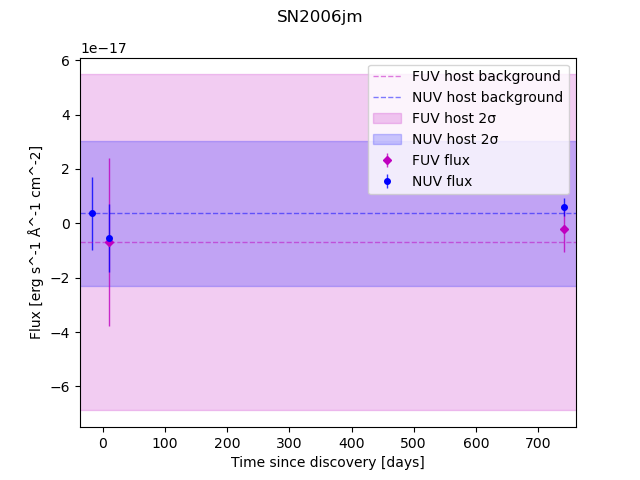 SN2006jm
1e−17
FUV host background
NUV host background
FUV host 2σ
NUV host 2σ
FUV flux
NUV flux
6
4
2
0
−2
−4
−6
Flux [erg s^-1 Å^-1 cm^-2]
0 100 200 300 400 500 600 700
Time since discovery [days]